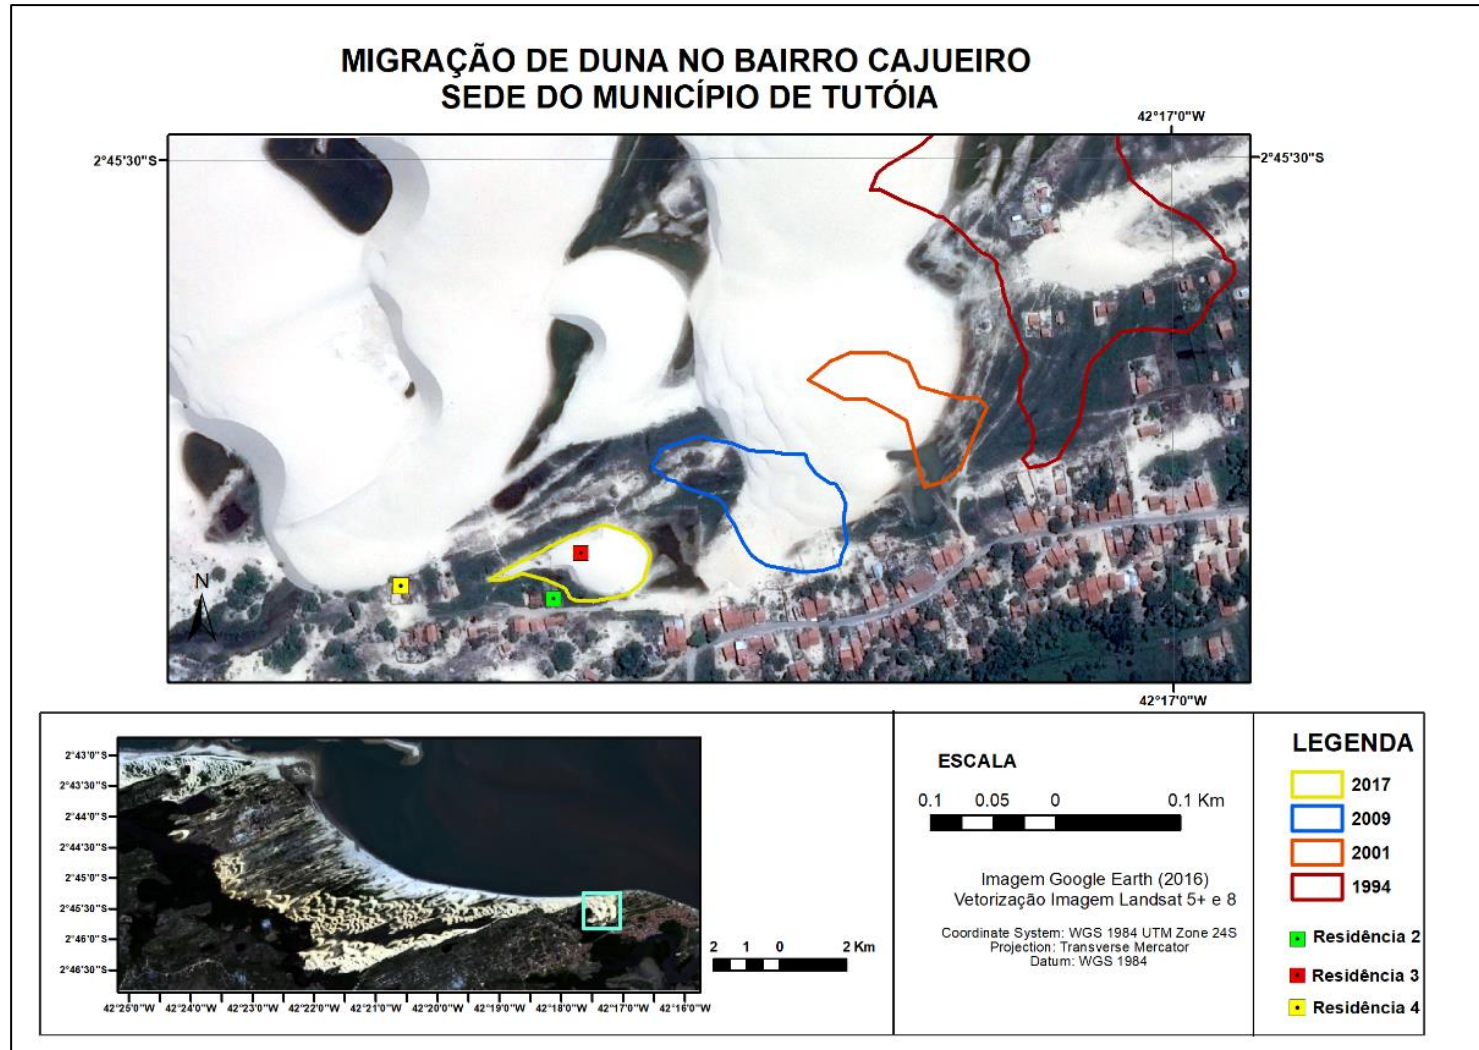 MIGRAÇÃO DE DUNA NO BAIRRO CAJUEIRO
SEDE DO MUNICÍPIO DE TUTÓIA
42°17'0"W
2°45'30"S
2°45'30"S
N
42°17'0"W
2°43'0"S
2°43'30"S
2°44'0"S
2°44'30"S
2°45'0"S
2°45'30"S
2°46'0"S
2°46'30"S
42°25'0"W 42°24'0"W 42°23'0"W 42°22'0"W 42°21'0"W 42°20'0"W 42°19'0"W 42°18'0"W 42°17'0"W 42°16'0"W
2 1 0 2 Km
ESCALA
0.1 0.05 0 0.1 Km
Imagem Google Earth (2016)
Vetorização Imagem Landsat 5+ e 8
Coordinate System: WGS 1984 UTM Zone 24S
Projection: Transverse Mercator
Datum: WGS 1984
LEGENDA
2017
2009
2001
1994
Residência 2
Residência 3
Residência 4